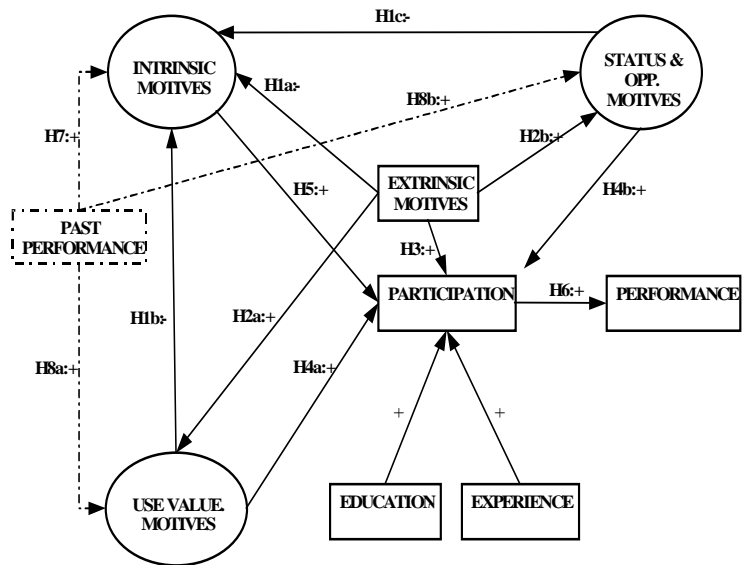 H1c:-
INTRINSIC
MOTIVES
STATUS &
OPP.
MOTIVES
H1a:-
H8b:+
H7:+
H2b:+
H5:+
EXTRINSIC
MOTIVES
H4b:+
PAST
PERFORMANCE
H3:+
PARTICIPATION
H6:+
PERFORMANCE
H1b:-
H2a:+
H8a:+
H4a:+
+
+
USE VALUE.
MOTIVES
EDUCATION
EXPERIENCE